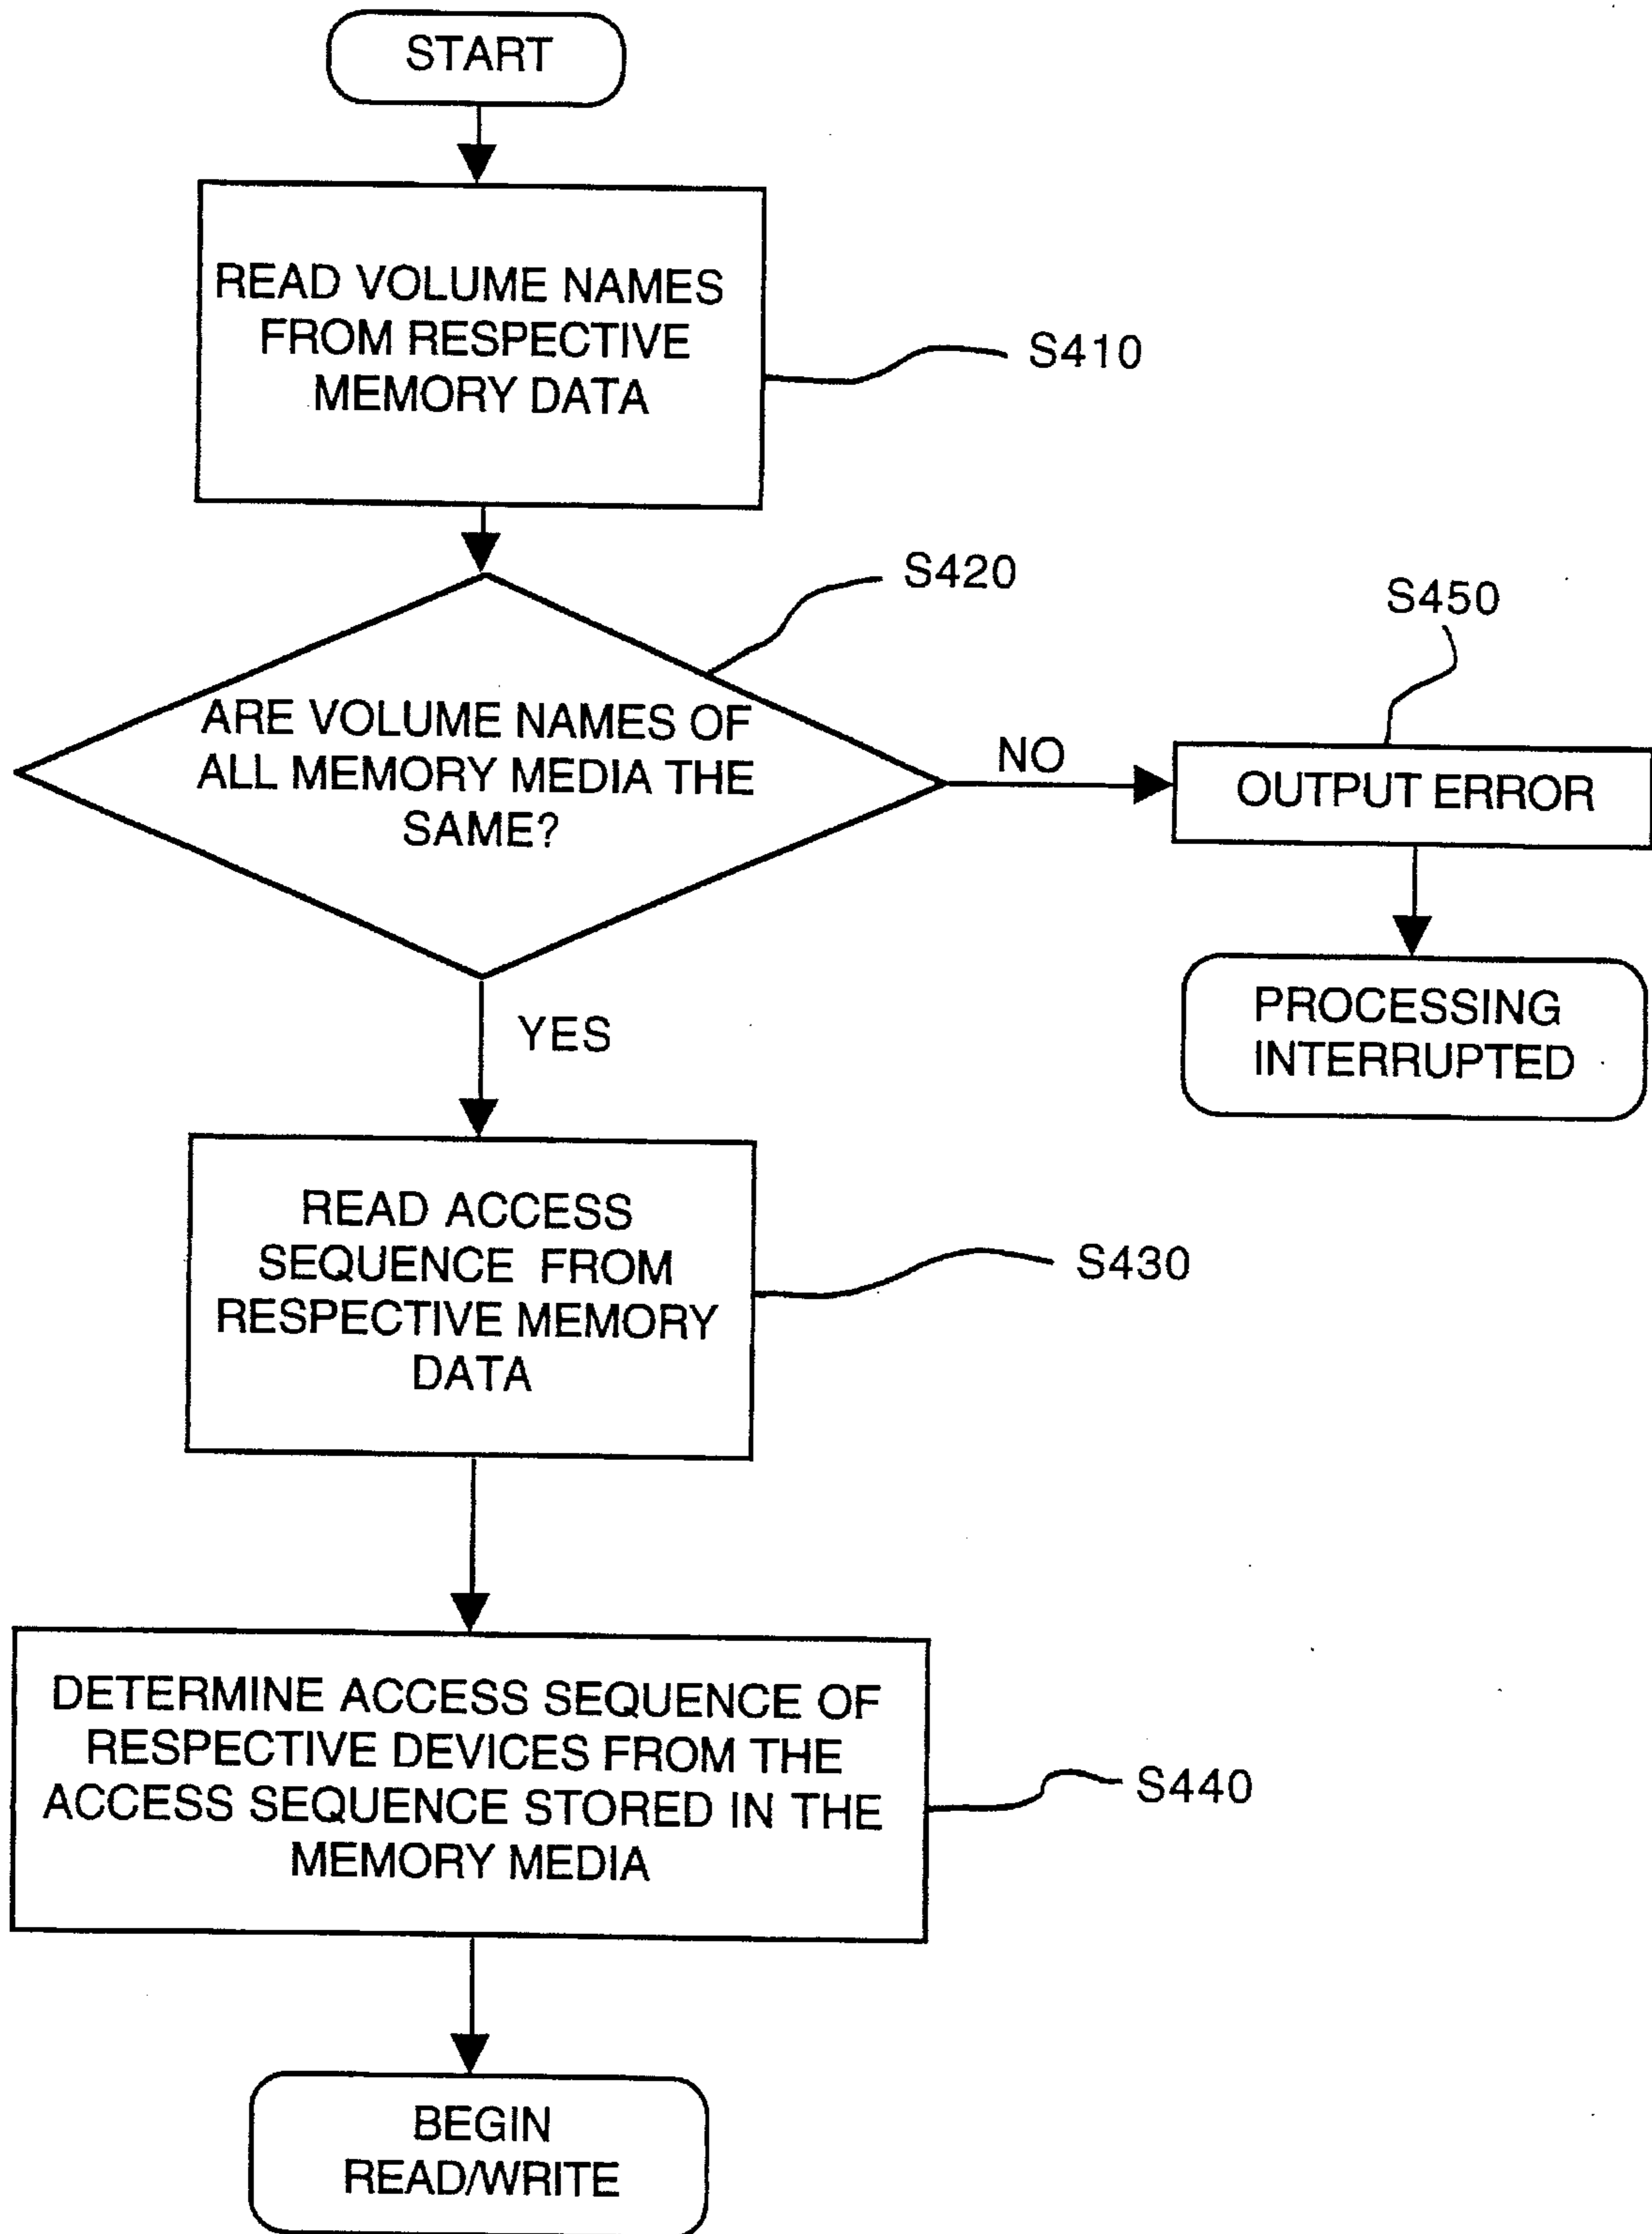 START
READ VOLUME NAMES
FROM RESPECTIVE
MEMORY DATA
S410
S420
ARE VOLUME NAMES OF
ALL MEMORY MEDIA THE
SAME?
NO
S450
OUTPUT ERROR
PROCESSING
INTERRUPTED
YES
READ ACCESS
SEQUENCE FROM
RESPECTIVE MEMORY
DATA
S430
DETERMINE ACCESS SEQUENCE OF
RESPECTIVE DEVICES FROM THE
ACCESS SEQUENCE STORED IN THE
MEMORY MEDIA
S440
BEGIN
READ/WRITE